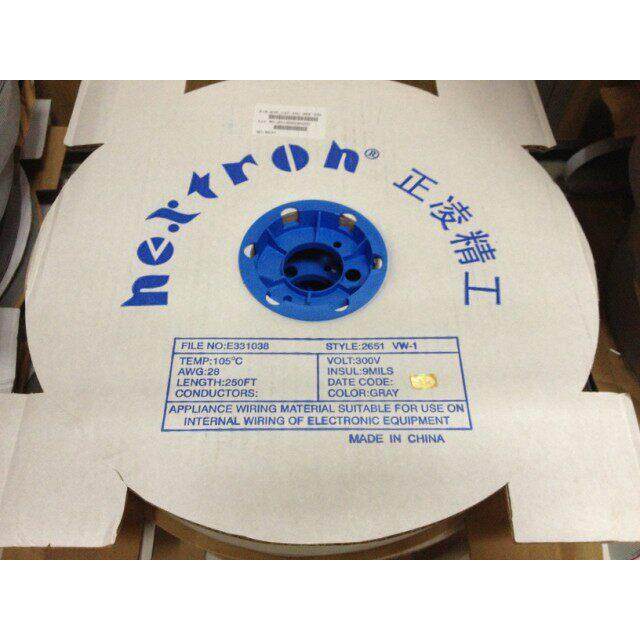 nextron®
正凌精工
FILE NO:E331038 STYLE:2651 VW-1
TEMP:105°C VOLT:300V
AWG:28 INSUL:9MILS
LENGTH:250FT DATE CODE:
CONDUCTORS: COLOR:GRAY
APPLIANCE WIRING MATERIAL SUITABLE FOR USE ON
INTERNAL WIRING OF ELECTRONIC EQUIPMENT
MADE IN CHINA